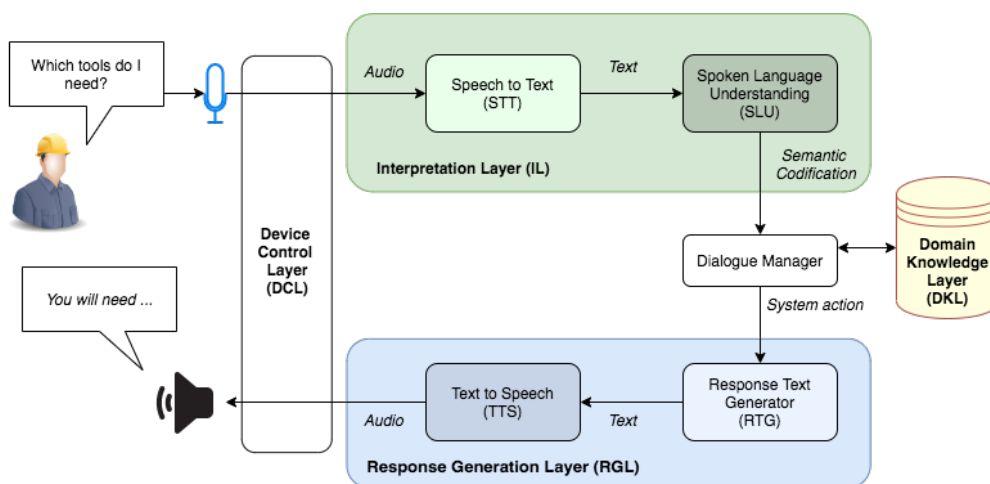 Which tools do I
need?
Audio
Speech to Text
(STT)
Text
Spoken Language
Understanding
(SLU)
Interpretation Layer (IL)
Semantic
Codification
Device
Control
Layer
(DCL)
Dialogue Manager
Domain
Knowledge
Layer
(DKL)
You will need ...
System action
Text to Speech
(TTS)
Response Text
Generator
(RTG)
Audio
Text
Response Generation Layer (RGL)